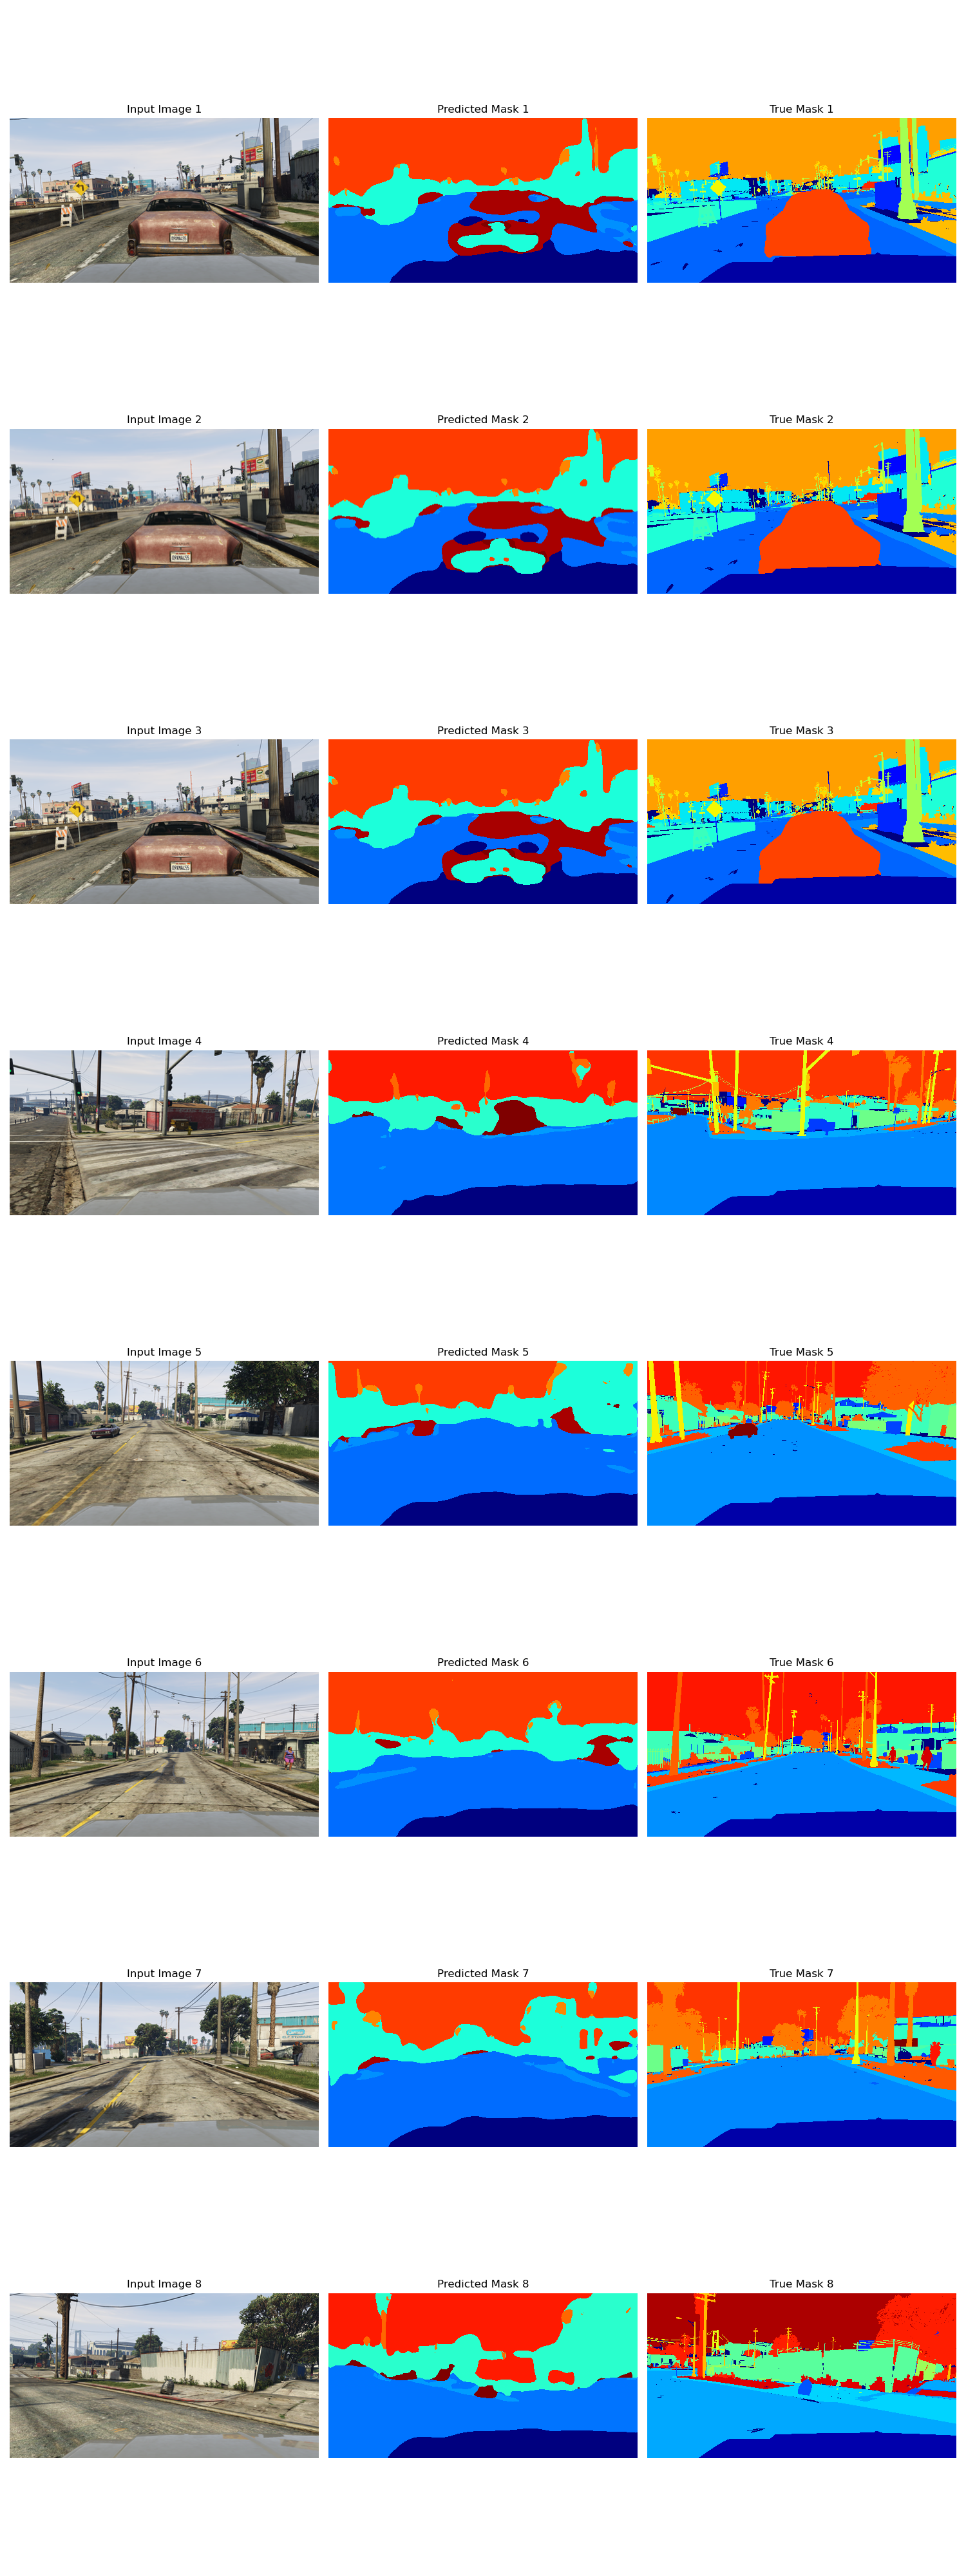 Input Image 1
Predicted Mask 1
True Mask 1
Input Image 2
Predicted Mask 2
True Mask 2
Input Image 3
Predicted Mask 3
True Mask 3
Input Image 4
Predicted Mask 4
True Mask 4
Input Image 5
Predicted Mask 5
True Mask 5
Input Image 6
Predicted Mask 6
True Mask 6
Input Image 7
Predicted Mask 7
True Mask 7
Input Image 8
Predicted Mask 8
True Mask 8